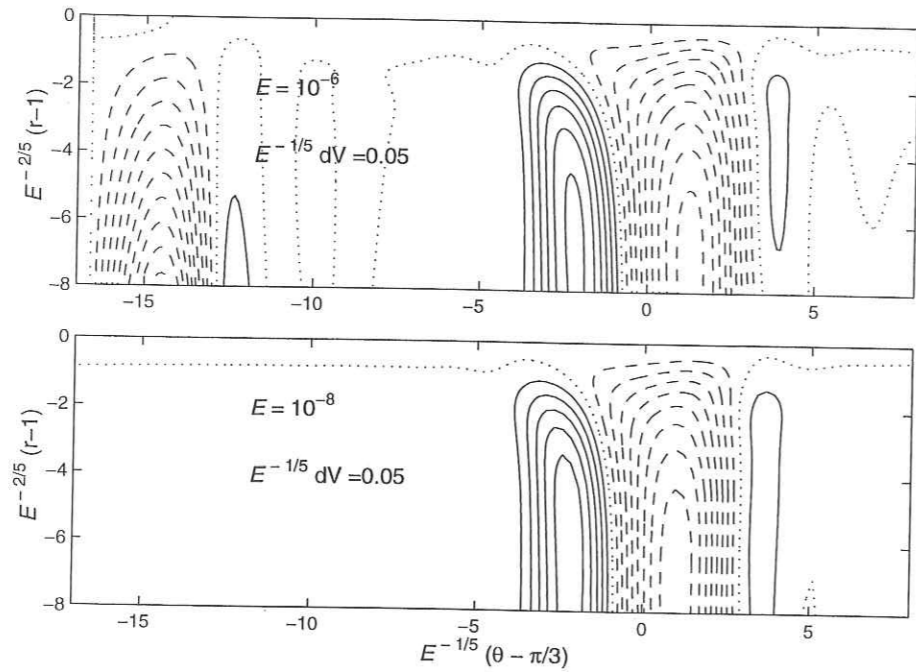 0
−2
−4
−6
−8
E^{−2/5} (r−1)
E = 10^{−6}
E^{−1/5} dV =0.05
−15
−10
−5
0
5
0
−2
−4
−6
−8
E^{−2/5} (r−1)
E = 10^{−8}
E^{−1/5} dV =0.05
−15
−10
−5
0
5
E^{−1/5} (θ − π/3)